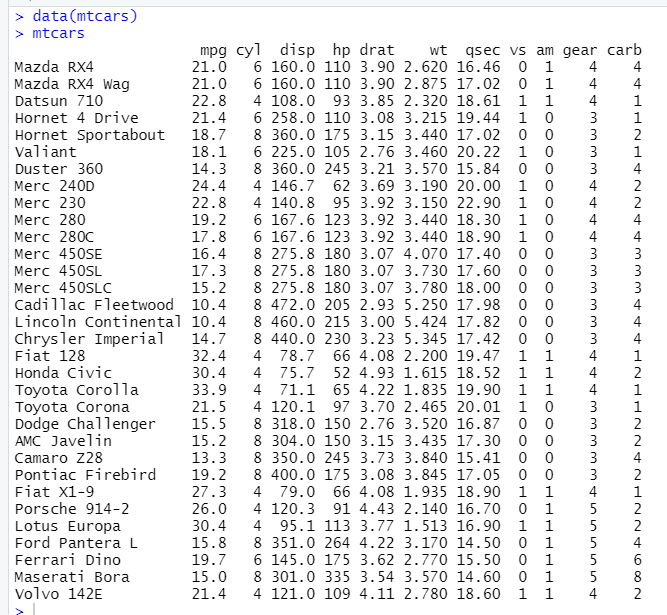 > data(mtcars)
> mtcars
                     mpg cyl  disp  hp drat    wt  qsec vs am gear carb
Mazda RX4           21.0   6 160.0 110 3.90 2.620 16.46  0  1    4    4
Mazda RX4 Wag       21.0   6 160.0 110 3.90 2.875 17.02  0  1    4    4
Datsun 710          22.8   4 108.0  93 3.85 2.320 18.61  1  1    4    1
Hornet 4 Drive      21.4   6 258.0 110 3.08 3.215 19.44  1  0    3    1
Hornet Sportabout   18.7   8 360.0 175 3.15 3.440 17.02  0  0    3    2
Valiant             18.1   6 225.0 105 2.76 3.460 20.22  1  0    3    1
Duster 360          14.3   8 360.0 245 3.21 3.570 15.84  0  0    3    4
Merc 240D           24.4   4 146.7  62 3.69 3.190 20.00  1  0    4    2
Merc 230            22.8   4 140.8  95 3.92 3.150 22.90  1  0    4    2
Merc 280            19.2   6 167.6 123 3.92 3.440 18.30  1  0    4    4
Merc 280C           17.8   6 167.6 123 3.92 3.440 18.90  1  0    4    4
Merc 450SE          16.4   8 275.8 180 3.07 4.070 17.40  0  0    3    3
Merc 450SL          17.3   8 275.8 180 3.07 3.730 17.60  0  0    3    3
Merc 450SLC         15.2   8 275.8 180 3.07 3.780 18.00  0  0    3    3
Cadillac Fleetwood  10.4   8 472.0 205 2.93 5.250 17.98  0  0    3    4
Lincoln Continental 10.4   8 460.0 215 3.00 5.424 17.82  0  0    3    4
Chrysler Imperial   14.7   8 440.0 230 3.23 5.345 17.42  0  0    3    4
Fiat 128            32.4   4  78.7  66 4.08 2.200 19.47  1  1    4    1
Honda Civic         30.4   4  75.7  52 4.93 1.615 18.52  1  1    4    2
Toyota Corolla      33.9   4  71.1  65 4.22 1.835 19.90  1  1    4    1
Toyota Corona       21.5   4 120.1  97 3.70 2.465 20.01  1  0    3    1
Dodge Challenger    15.5   8 318.0 150 2.76 3.520 16.87  0  0    3    2
AMC Javelin         15.2   8 304.0 150 3.15 3.435 17.30  0  0    3    2
Camaro Z28          13.3   8 350.0 245 3.73 3.840 15.41  0  0    3    4
Pontiac Firebird    19.2   8 400.0 175 3.08 3.845 17.05  0  0    3    2
Fiat X1-9           27.3   4  79.0  66 4.08 1.935 18.90  1  1    4    1
Porsche 914-2       26.0   4 120.3  91 4.43 2.140 16.70  0  1    5    2
Lotus Europa        30.4   4  95.1 113 3.77 1.513 16.90  1  1    5    2
Ford Pantera L      15.8   8 351.0 264 4.22 3.170 14.50  0  1    5    4
Ferrari Dino        19.7   6 145.0 175 3.62 2.770 15.50  0  1    5    6
Maserati Bora       15.0   8 301.0 335 3.54 3.570 14.60  0  1    5    8
Volvo 142E          21.4   4 121.0 109 4.11 2.780 18.60  1  1    4    2
>